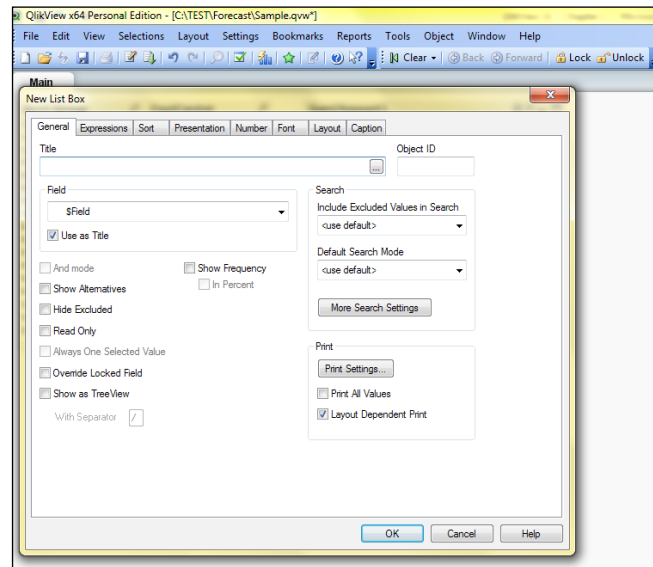 QlikView x64 Personal Edition - [C:\TEST\Forecast\Sample.qvw*]
File Edit View Selections Layout Settings Bookmarks Reports Tools Object Window Help
Clear Back Forward Lock Unlock
Main
New List Box
General Expressions Sort Presentation Number Font Layout Caption
Title Object ID
...
Field Search
Include Excluded Values in Search
$Field <use default>
Use as Title
Default Search Mode
And mode Show Frequency <use default>
Show Alternatives In Percent
Hide Excluded More Search Settings
Read Only
Always One Selected Value Print
Override Locked Field Print Settings...
Show as TreeView Print All Values
With Separator / Layout Dependent Print
OK Cancel Help